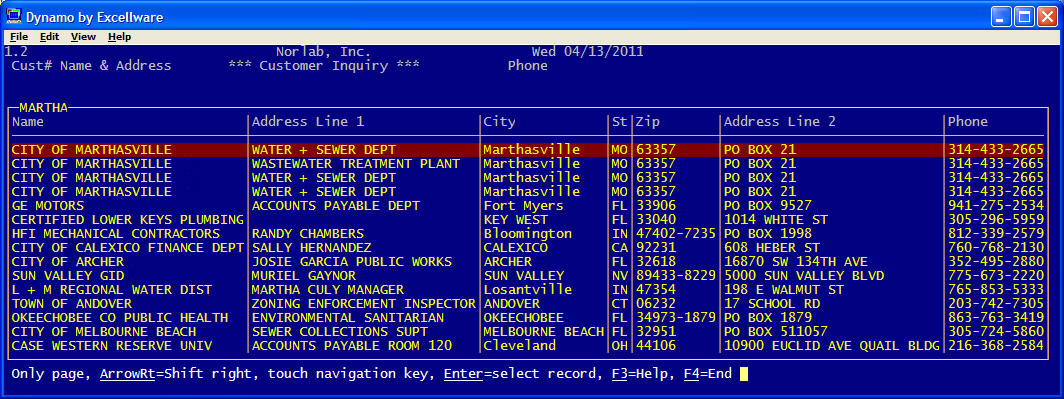 Dynamo by Excellware
File Edit View Help
1.2 Norlab, Inc. Wed 04/13/2011
Cust# Name & Address *** Customer Inquiry *** Phone
MARTHA
Name Address Line 1 City St Zip Address Line 2 Phone
CITY OF MARTHASVILLE WATER + SEWER DEPT Marthasville MO 63357 PO BOX 21 314-433-2665
CITY OF MARTHASVILLE WASTEWATER TREATMENT PLANT Marthasville MO 63357 PO BOX 21 314-433-2665
CITY OF MARTHASVILLE WATER + SEWER DEPT Marthasville MO 63357 PO BOX 21 314-433-2665
CITY OF MARTHASVILLE WATER + SEWER DEPT Marthasville MO 63357 PO BOX 21 314-433-2665
GE MOTORS ACCOUNTS PAYABLE DEPT Fort Myers FL 33906 PO BOX 9527 941-275-2534
CERTIFIED LOWER KEYS PLUMBING KEY WEST FL 33040 1014 WHITE ST 305-296-5959
HFI MECHANICAL CONTRACTORS RANDY CHAMBERS Bloomington IN 47402-7235 PO BOX 1998 812-339-2579
CITY OF CALEXICO FINANCE DEPT SALLY HERNANDEZ CALEXICO CA 92231 608 HEBER ST 760-768-2130
CITY OF ARCHER JOSIE GARCIA PUBLIC WORKS ARCHER FL 32618 16870 SW 134TH AVE 352-495-2880
SUN VALLEY GID MURIEL GAYNOR SUN VALLEY NV 89433-8229 5000 SUN VALLEY BLVD 775-673-2220
L + M REGIONAL WATER DIST MARTHA CULY MANAGER Losantville IN 47354 198 E WALMUT ST 765-853-5333
TOWN OF ANDOVER ZONING ENFORCEMENT INSPECTOR ANDOVER CT 06232 17 SCHOOL RD 203-742-7305
OKEECHOBEE CO PUBLIC HEALTH ENVIRONMENTAL SANITARIAN OKEECHOBEE FL 34973-1879 PO BOX 1879 863-763-3419
CITY OF MELBOURNE BEACH SEWER COLLECTIONS SUPT MELBOURNE BEACH FL 32951 PO BOX 511057 305-724-5860
CASE WESTERN RESERVE UNIV ACCOUNTS PAYABLE ROOM 120 Cleveland OH 44106 10900 EUCLID AVE QUAIL BLDG 216-368-2584
Only page, ArrowRt=Shift right, touch navigation key, Enter=select record, F3=Help, F4=End